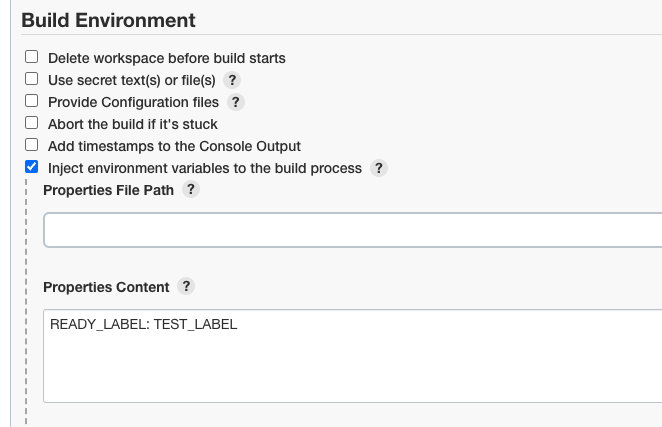 Build Environment
Delete workspace before build starts
Use secret text(s) or file(s) ?
Provide Configuration files ?
Abort the build if it's stuck
Add timestamps to the Console Output
Inject environment variables to the build process ?
Properties File Path ?
Properties Content ?
READY_LABEL: TEST_LABEL